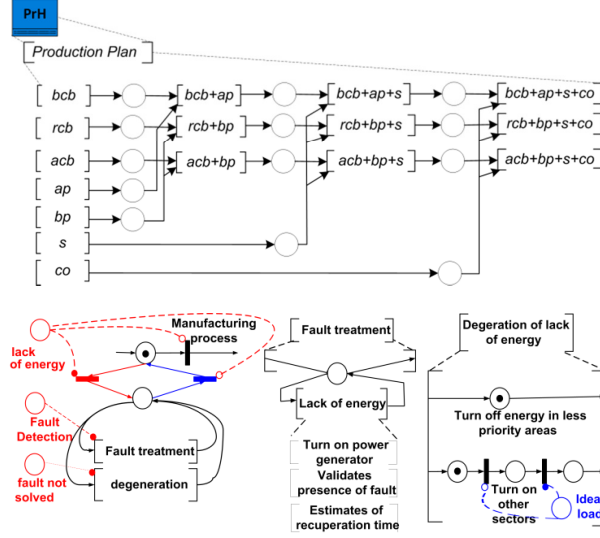 PrH
Production Plan
bcb
bcb+ap
bcb+ap+s
bcb+ap+s+co
rcb
rcb+bp
rcb+bp+s
rcb+bp+s+co
acb
acb+bp
acb+bp+s
acb+bp+s+co
ap
bp
s
co
Manufacturing
process
lack
of energy
Fault
Detection
Fault treatment
fault not
solved
degeneration
Fault treatment
Lack of energy
Turn on power
generator
Validates
presence of fault
Estimates of
recuperation time
Degeration of lack
of energy
Turn off energy in less
priority areas
Turn on
other
sectors
Ideal
load